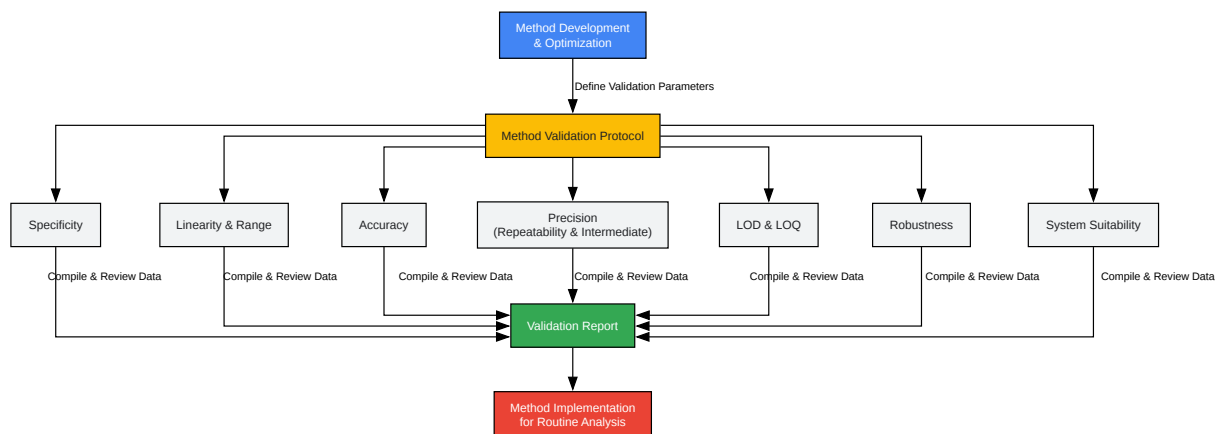 Method Development
& Optimization
Define Validation Parameters
Method Validation Protocol
Specificity
Linearity & Range
Accuracy
Precision
(Repeatability & Intermediate)
LOD & LOQ
Robustness
System Suitability
Compile & Review Data
Compile & Review Data
Compile & Review Data
Compile & Review Data
Compile & Review Data
Compile & Review Data
Compile & Review Data
Validation Report
Method Implementation
for Routine Analysis